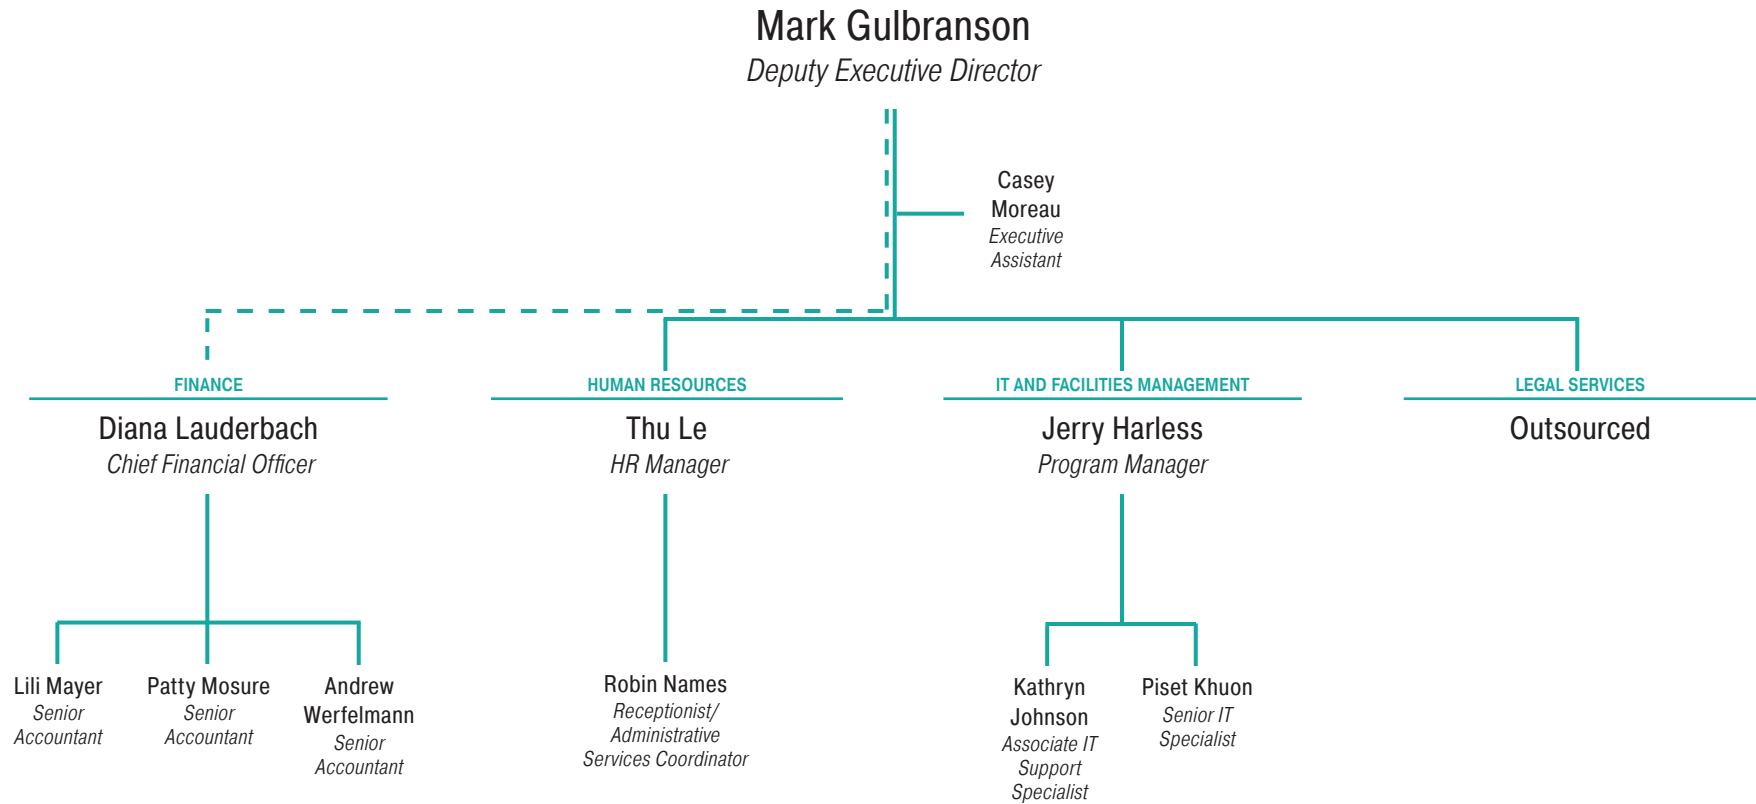 Mark Gulbranson
Deputy Executive Director
Casey
Moreau
Executive
Assistant
FINANCE
Diana Lauderbach
Chief Financial Officer
HUMAN RESOURCES
Thu Le
HR Manager
IT AND FACILITIES MANAGEMENT
Jerry Harless
Program Manager
LEGAL SERVICES
Outsourced
Lili Mayer
Senior
Accountant
Patty Mosure
Senior
Accountant
Andrew
Werfelmann
Senior
Accountant
Robin Names
Receptionist/
Administrative
Services Coordinator
Kathryn
Johnson
Associate IT
Support
Specialist
Piset Khuon
Senior IT
Specialist